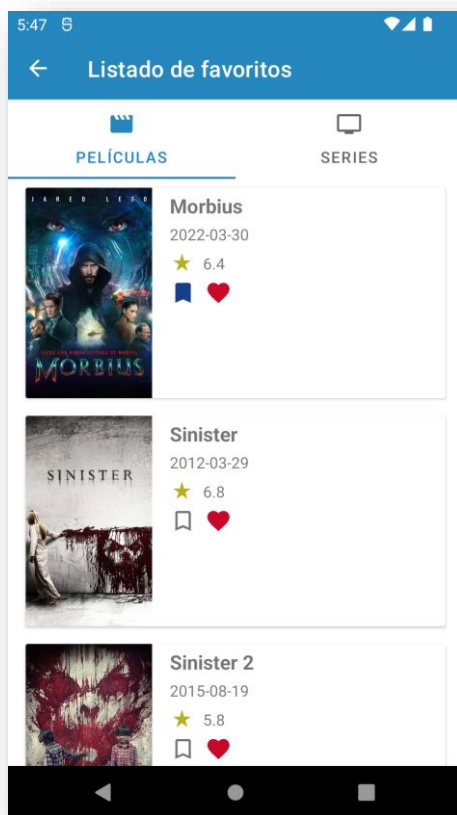 5:47
Listado de favoritos
PELÍCULAS
SERIES
JARED LETO
MORBIUS
Morbius
2022-03-30
6.4
SINISTER
Sinister
2012-03-29
6.8
Sinister 2
2015-08-19
5.8